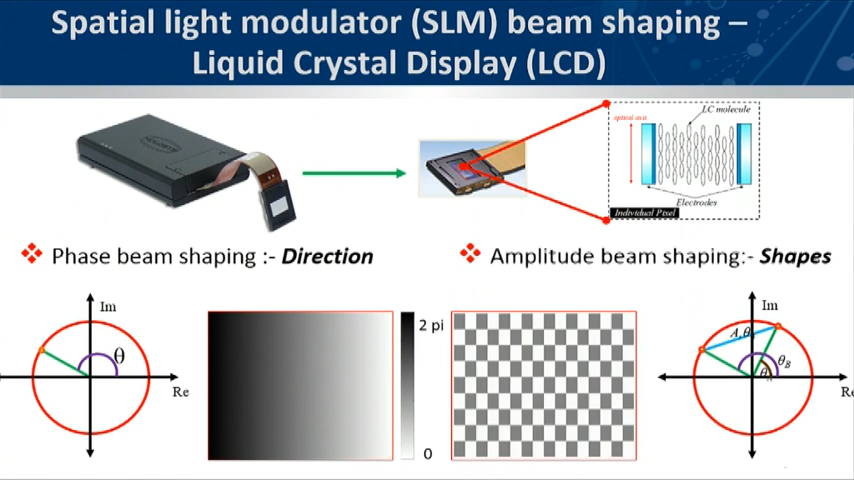 Spatial light modulator (SLM) beam shaping –
Liquid Crystal Display (LCD)
LC molecule
optical axis
Electrodes
Individual Pixel
Phase beam shaping :- Direction
Amplitude beam shaping:- Shapes
Im
θ
Re
2 pi
0
Im
A,θ
θB
θ
Re